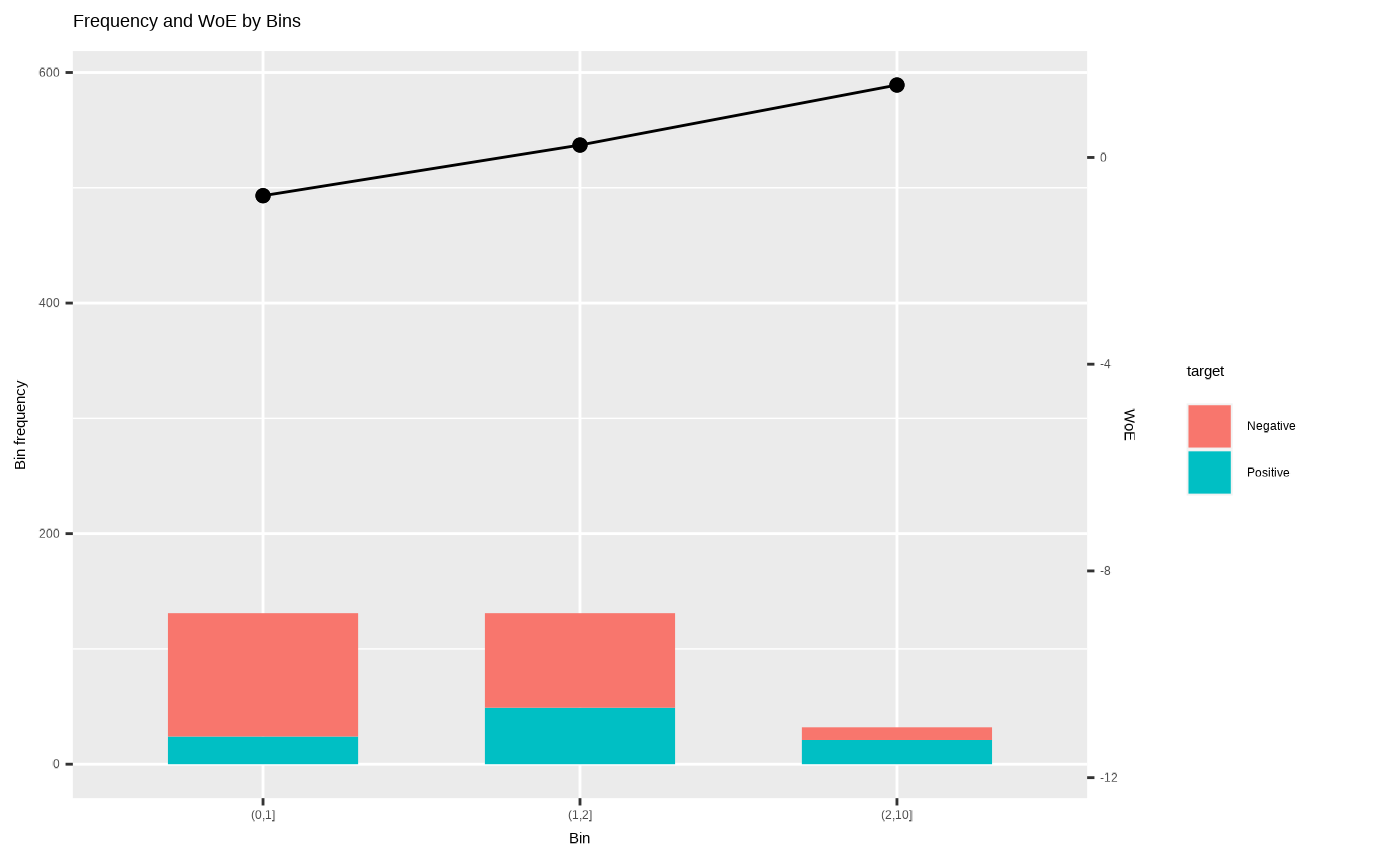 Frequency and WoE by Bins
600
400
200
0
Bin frequency
0
-4
-8
-12
WoE
(0,1]
(1,2]
(2,10]
Bin
target
Negative
Positive